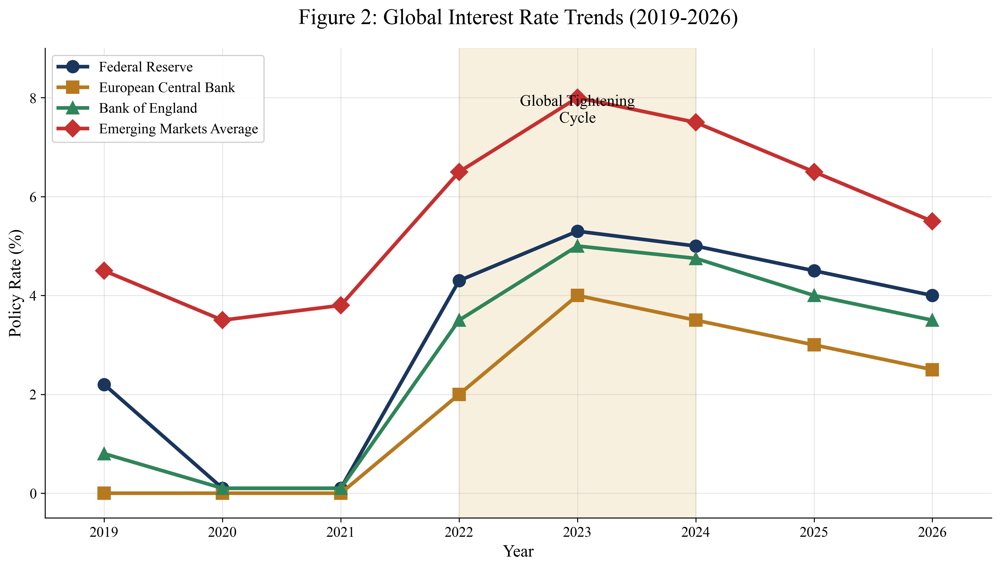 Figure 2: Global Interest Rate Trends (2019-2026)
Federal Reserve
European Central Bank
Bank of England
Emerging Markets Average
Global Tightening
Cycle
Policy Rate (%)
8
6
4
2
0
2019
2020
2021
2022
2023
2024
2025
2026
Year